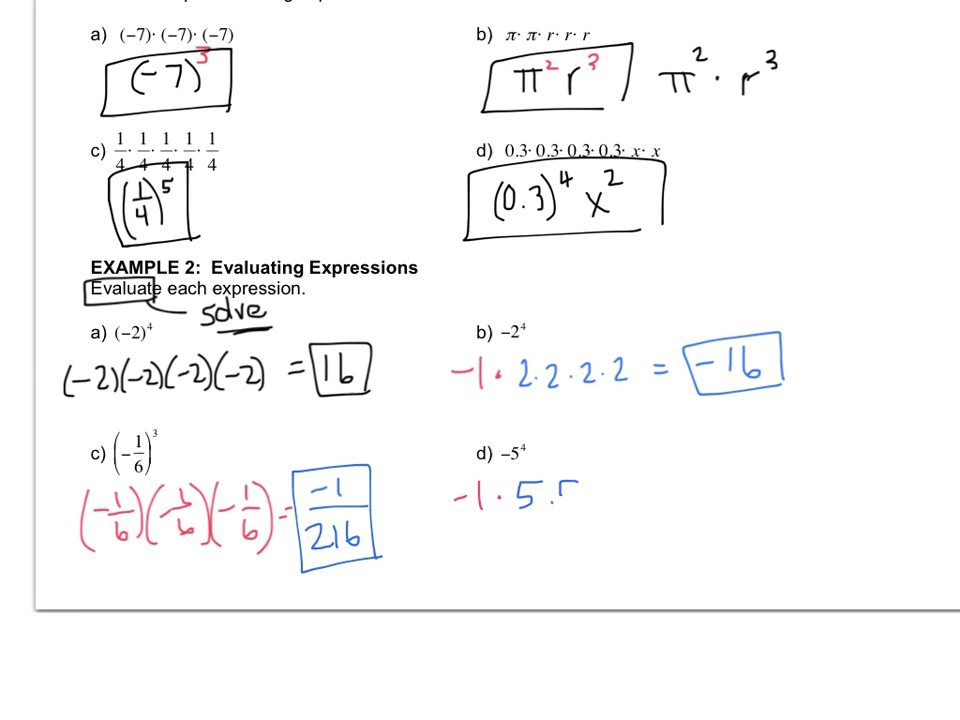 a) (−7)· (−7)· (−7)
b) π· π· r· r· r
(-7)³
π² r³
π² · r³
c) 1/4 · 1/4 · 1/4 · 1/4 · 1/4
d) 0.3· 0.3· 0.3· 0.3· x· x
(1/4)⁵
(0.3)⁴ x²
EXAMPLE 2: Evaluating Expressions
Evaluate each expression.
solve
a) (−2)⁴
b) −2⁴
(-2)(-2)(-2)(-2) = 16
-1 · 2·2·2·2 = -16
c) (−1/6)³
d) −5⁴
(-1/6)(-1/6)(-1/6) = -1/216
-1 · 5 .